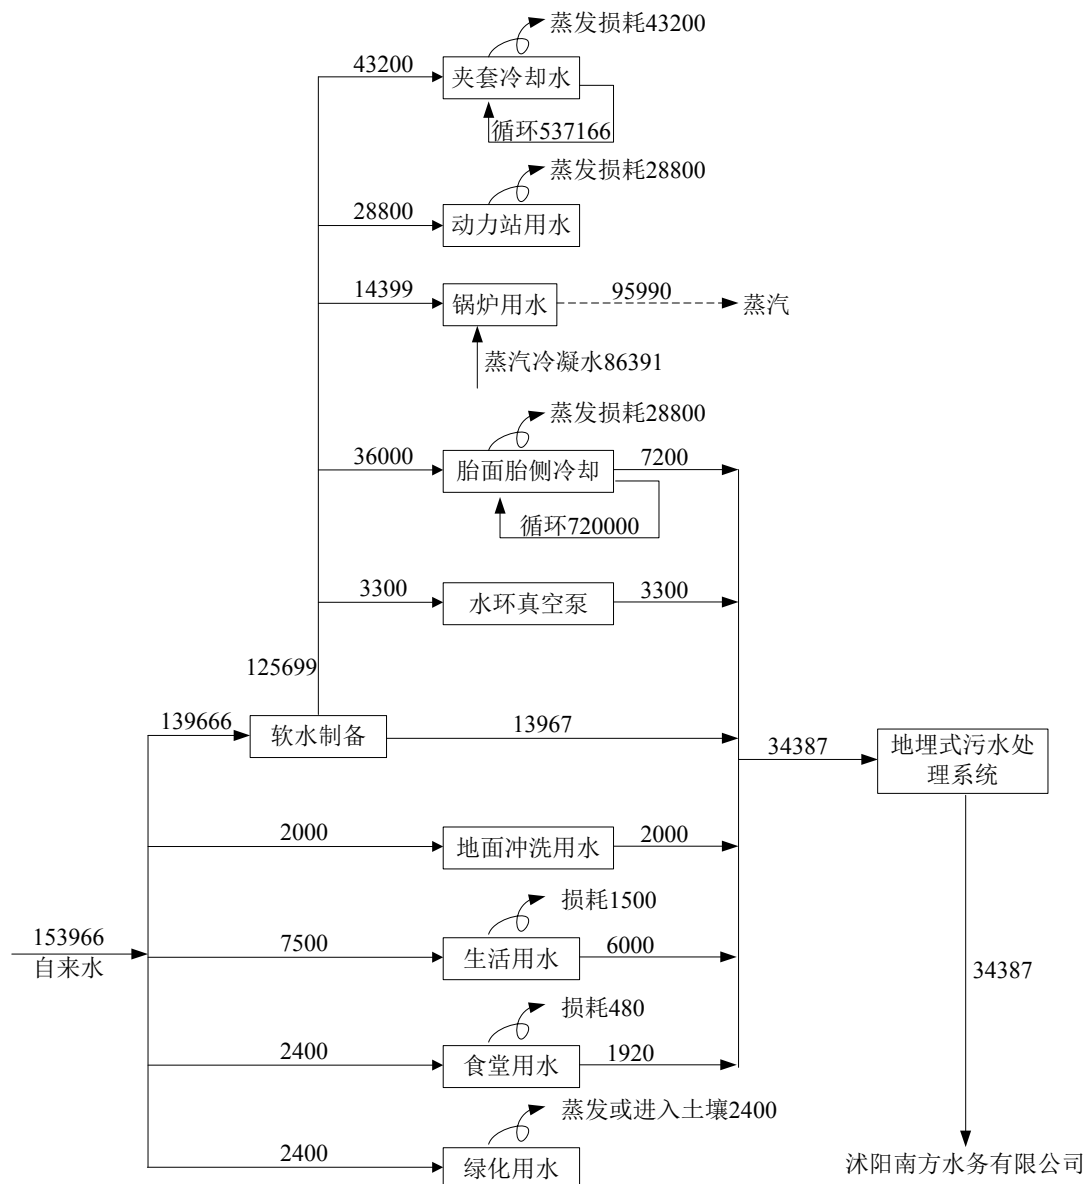 蒸发损耗43200
43200
夹套冷却水
循环537166
蒸发损耗28800
28800
动力站用水
14399
锅炉用水
95990
蒸汽
蒸汽冷凝水86391
蒸发损耗28800
36000
胎面胎侧冷却
7200
循环720000
3300
水环真空泵
3300
125699
139666
软水制备
13967
34387
地埋式污水处
理系统
2000
地面冲洗用水
2000
损耗1500
153966
自来水
7500
生活用水
6000
34387
损耗480
2400
食堂用水
1920
蒸发或进入土壤2400
2400
绿化用水
沭阳南方水务有限公司